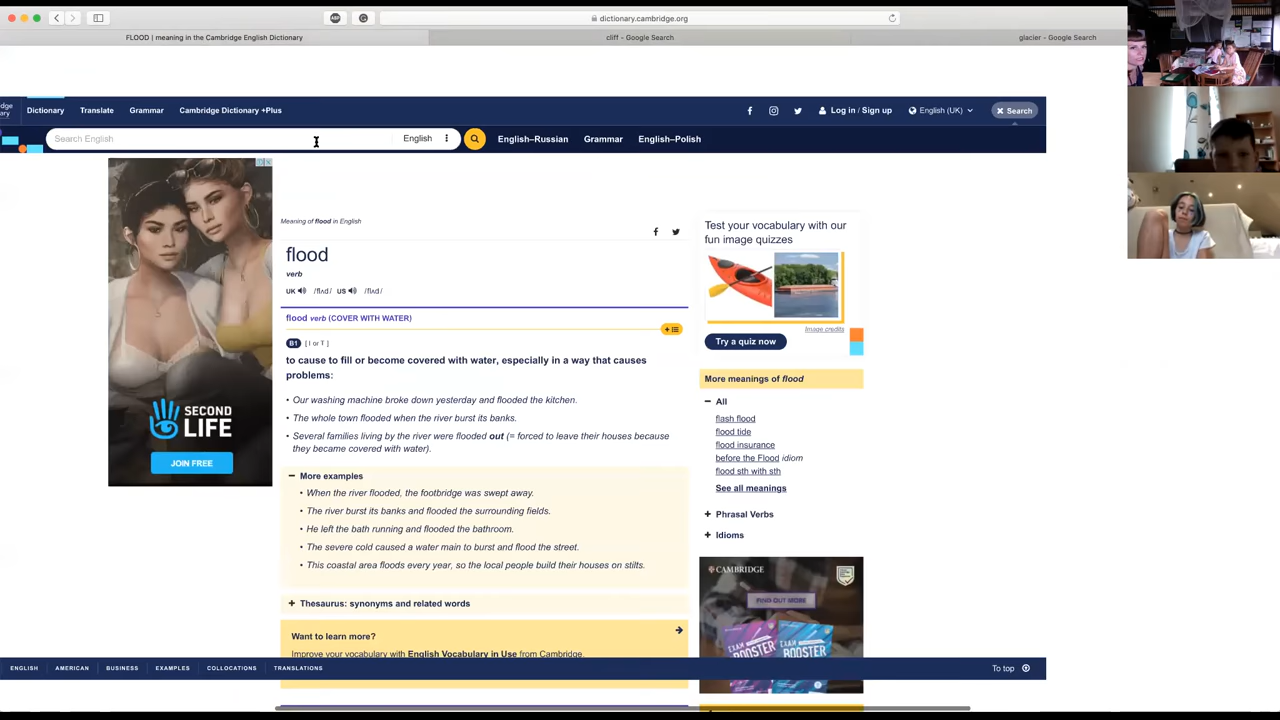 dictionary.cambridge.org
FLOOD | meaning in the Cambridge English Dictionary
cliff - Google Search
glacier - Google Search
Dictionary
Translate
Grammar
Cambridge Dictionary +Plus
Log in / Sign up
English (UK)
Search
Search English
English
English–Russian
Grammar
English–Polish
Meaning of flood in English
flood
verb
UK /flʌd/ US /flʌd/
flood verb (COVER WITH WATER)
B1 [ I or T ]
to cause to fill or become covered with water, especially in a way that causes
problems:
• Our washing machine broke down yesterday and flooded the kitchen.
• The whole town flooded when the river burst its banks.
• Several families living by the river were flooded out (= forced to leave their houses because
they became covered with water).
More examples
• When the river flooded, the footbridge was swept away.
• The river burst its banks and flooded the surrounding fields.
• He left the bath running and flooded the bathroom.
• The severe cold caused a water main to burst and flood the street.
• This coastal area floods every year, so the local people build their houses on stilts.
Thesaurus: synonyms and related words
Want to learn more?
Improve your vocabulary with English Vocabulary in Use from Cambridge.
SECOND
LIFE
JOIN FREE
Test your vocabulary with our
fun image quizzes
Image credits
Try a quiz now
More meanings of flood
All
flash flood
flood tide
flood insurance
before the Flood idiom
flood sth with sth
See all meanings
Phrasal Verbs
Idioms
CAMBRIDGE
FIND OUT MORE
EXAM
BOOSTER
EXAM
BOOSTER
ENGLISH
AMERICAN
BUSINESS
EXAMPLES
COLLOCATIONS
TRANSLATIONS
To top